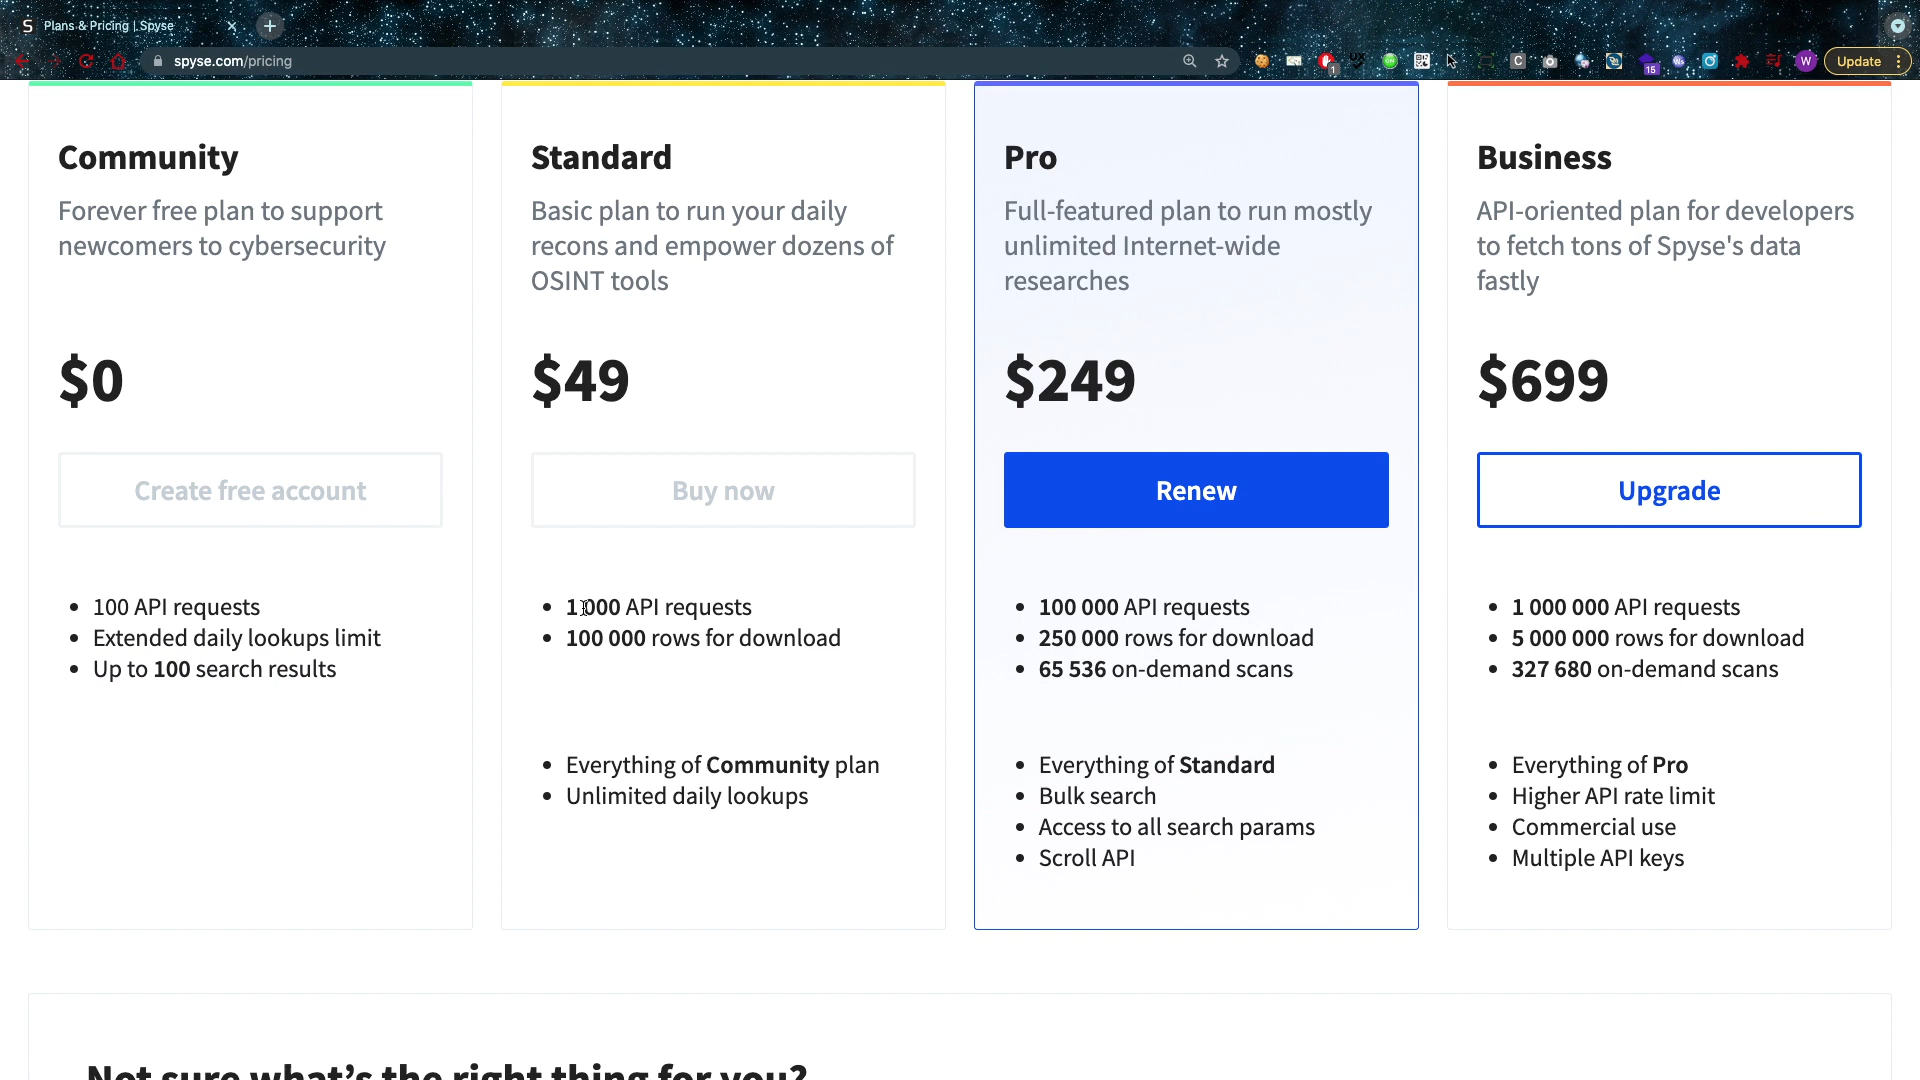 Plans & Pricing | Spyse
spyse.com/pricing
Update
Community
Forever free plan to support
newcomers to cybersecurity
$0
Create free account
100 API requests
Extended daily lookups limit
Up to 100 search results
Standard
Basic plan to run your daily
recons and empower dozens of
OSINT tools
$49
Buy now
1 000 API requests
100 000 rows for download
Everything of Community plan
Unlimited daily lookups
Pro
Full-featured plan to run mostly
unlimited Internet-wide
researches
$249
Renew
100 000 API requests
250 000 rows for download
65 536 on-demand scans
Everything of Standard
Bulk search
Access to all search params
Scroll API
Business
API-oriented plan for developers
to fetch tons of Spyse's data
fastly
$699
Upgrade
1 000 000 API requests
5 000 000 rows for download
327 680 on-demand scans
Everything of Pro
Higher API rate limit
Commercial use
Multiple API keys
Not sure what's the right thing for you?